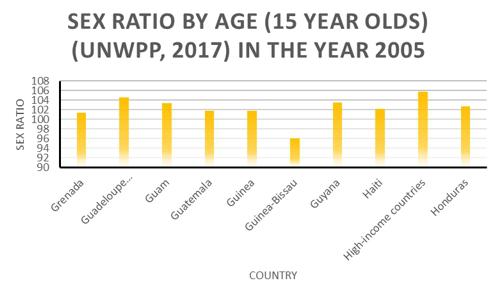 SEX RATIO BY AGE (15 YEAR OLDS)
(UNWPP, 2017) IN THE YEAR 2005
SEX RATIO
108
106
104
102
100
98
96
94
92
90
Grenada
Guadeloupe...
Guam
Guatemala
Guinea
Guinea-Bissau
Guyana
Haiti
High-income countries
Honduras
COUNTRY